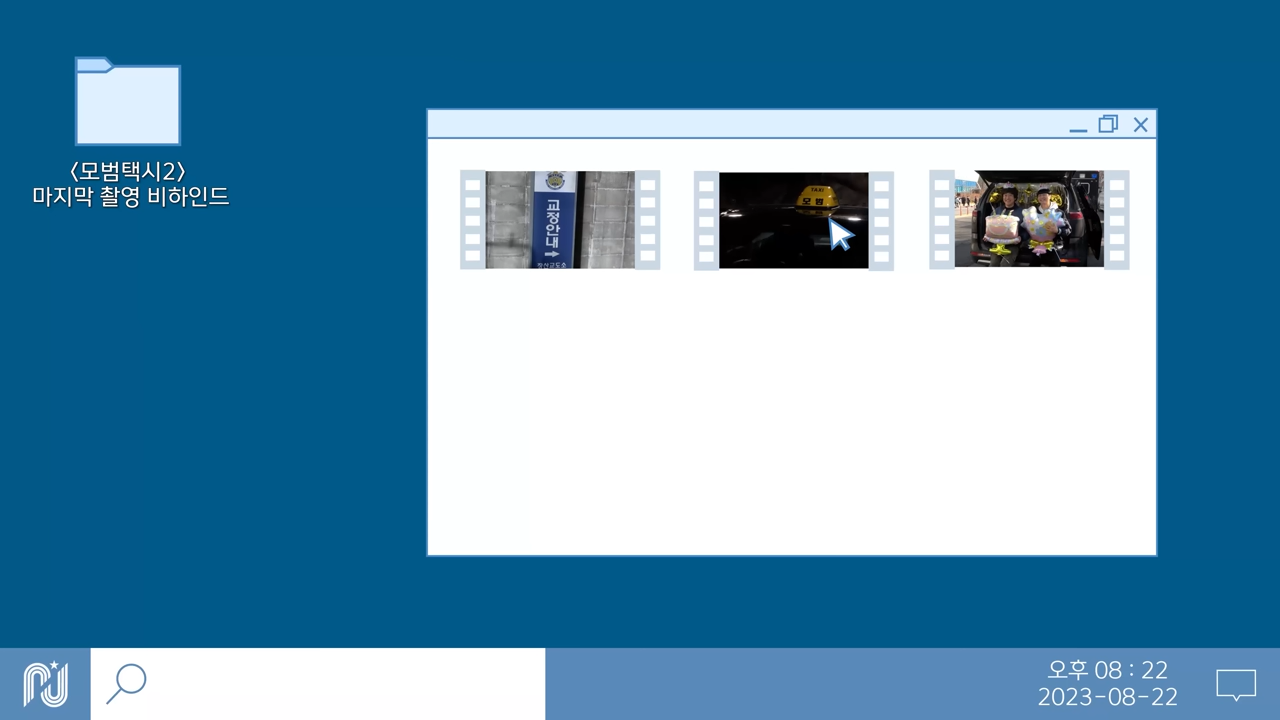 〈모범택시2〉
마지막 촬영 비하인드
교정안내
TAXI
모범
오후 08 : 22
2023-08-22